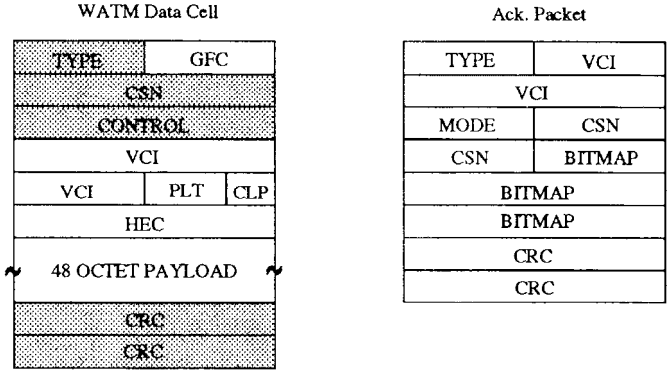 WATM Data Cell
TYPE GFC
CSN
CONTROL
VCI
VCI PLT CLP
HEC
48 OCTET PAYLOAD
CRC
CRC
Ack. Packet
TYPE VCI
VCI
MODE CSN
CSN BITMAP
BITMAP
BITMAP
CRC
CRC